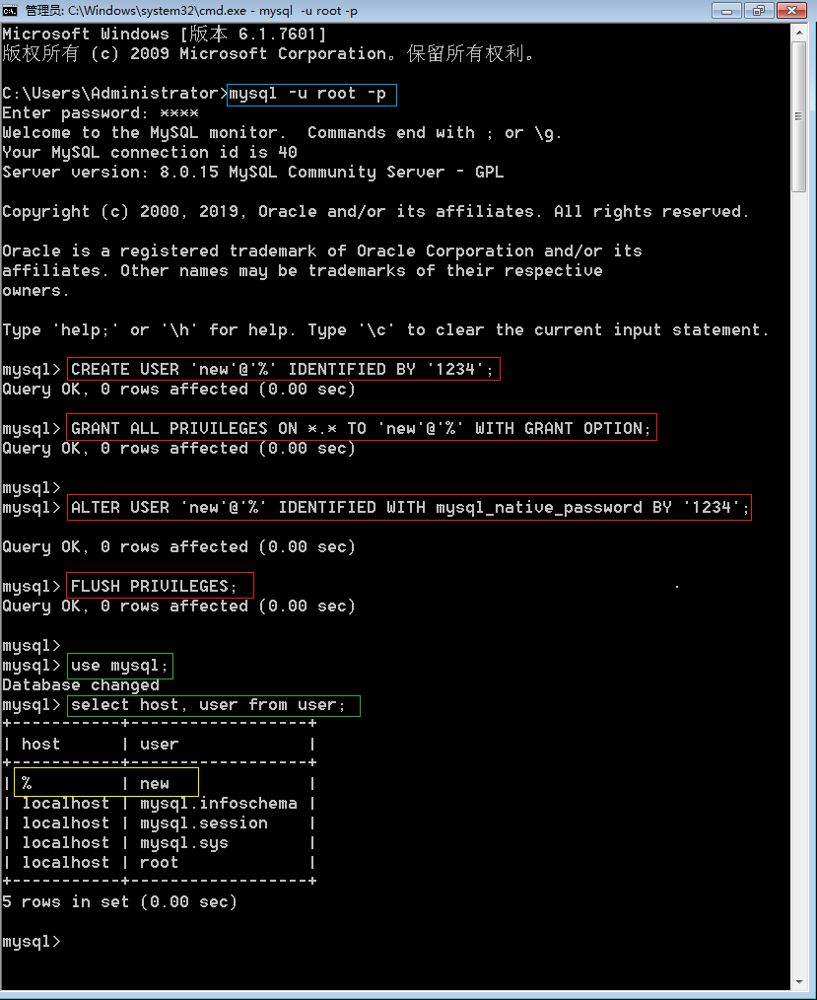 管理员: C:\Windows\system32\cmd.exe - mysql -u root -p
Microsoft Windows [版本 6.1.7601]
版权所有 (c) 2009 Microsoft Corporation。保留所有权利。
C:\Users\Administrator>mysql -u root -p
Enter password: ****
Welcome to the MySQL monitor.  Commands end with ; or \g.
Your MySQL connection id is 40
Server version: 8.0.15 MySQL Community Server - GPL
Copyright (c) 2000, 2019, Oracle and/or its affiliates. All rights reserved.
Oracle is a registered trademark of Oracle Corporation and/or its
affiliates. Other names may be trademarks of their respective
owners.
Type 'help;' or '\h' for help. Type '\c' to clear the current input statement.
mysql> CREATE USER 'new'@'%' IDENTIFIED BY '1234';
Query OK, 0 rows affected (0.00 sec)
mysql> GRANT ALL PRIVILEGES ON *.* TO 'new'@'%' WITH GRANT OPTION;
Query OK, 0 rows affected (0.00 sec)
mysql>
mysql> ALTER USER 'new'@'%' IDENTIFIED WITH mysql_native_password BY '1234';
Query OK, 0 rows affected (0.00 sec)
mysql> FLUSH PRIVILEGES;
Query OK, 0 rows affected (0.00 sec)
mysql>
mysql> use mysql;
Database changed
mysql> select host, user from user;
+-----------+------------------+
| host      | user             |
+-----------+------------------+
| %         | new              |
| localhost | mysql.infoschema |
| localhost | mysql.session    |
| localhost | mysql.sys        |
| localhost | root             |
+-----------+------------------+
5 rows in set (0.00 sec)
mysql>